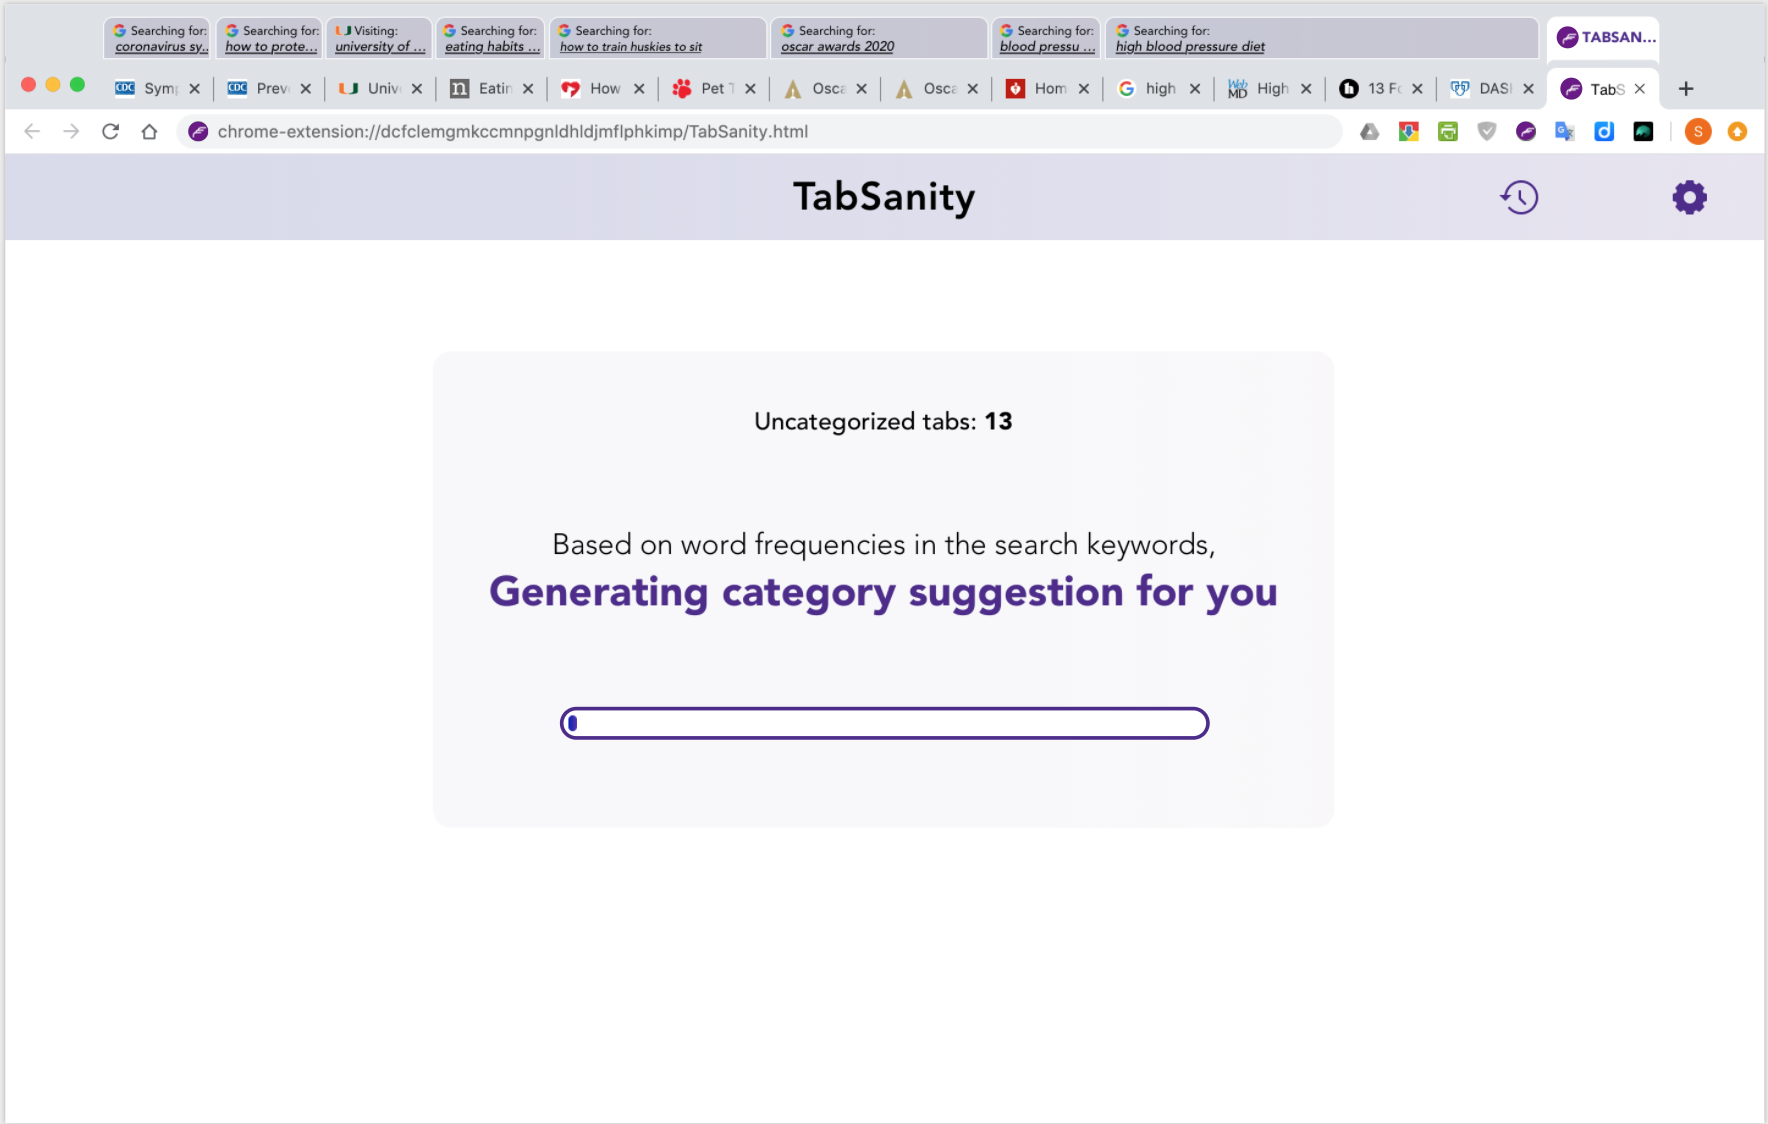 Searching for:
coronavirus sy..
Searching for:
how to prote...
Visiting:
university of ...
Searching for:
eating habits ...
Searching for:
how to train huskies to sit
Searching for:
oscar awards 2020
Searching for:
blood pressu ...
Searching for:
high blood pressure diet
TABSAN...
CDC Sym
CDC Prev
U Univ
n Eatin
How
Pet T
Osca
Osca
Hom
G high
Web MD High
h 13 Fo
DASH
TabS
chrome-extension://dcfclemgmkccmnpgnldhldjmflphkimp/TabSanity.html
S
TabSanity
Uncategorized tabs: 13
Based on word frequencies in the search keywords,
Generating category suggestion for you